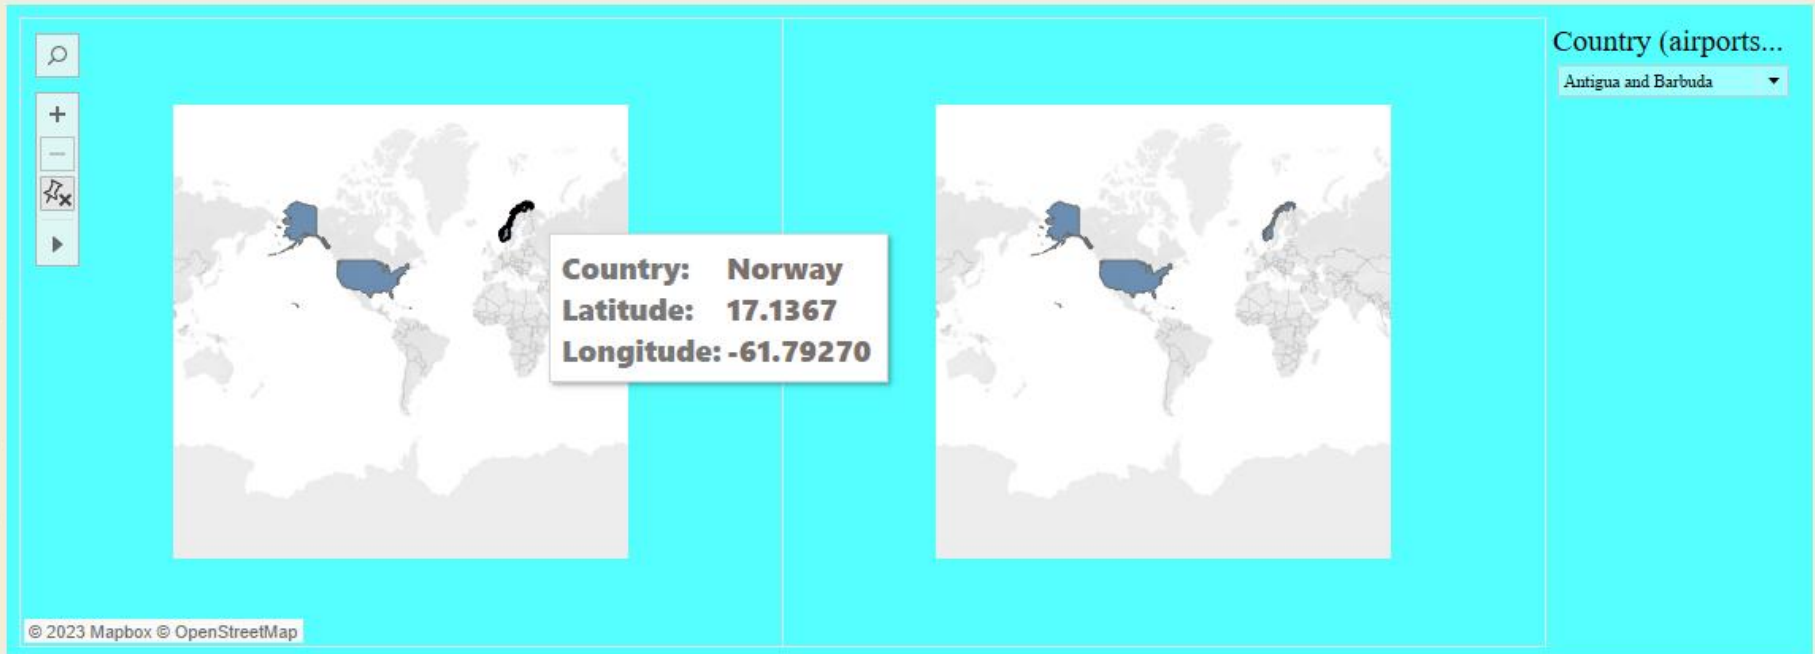 Country (airports...
Antigua and Barbuda
Country: Norway
Latitude: 17.1367
Longitude: -61.79270
© 2023 Mapbox © OpenStreetMap